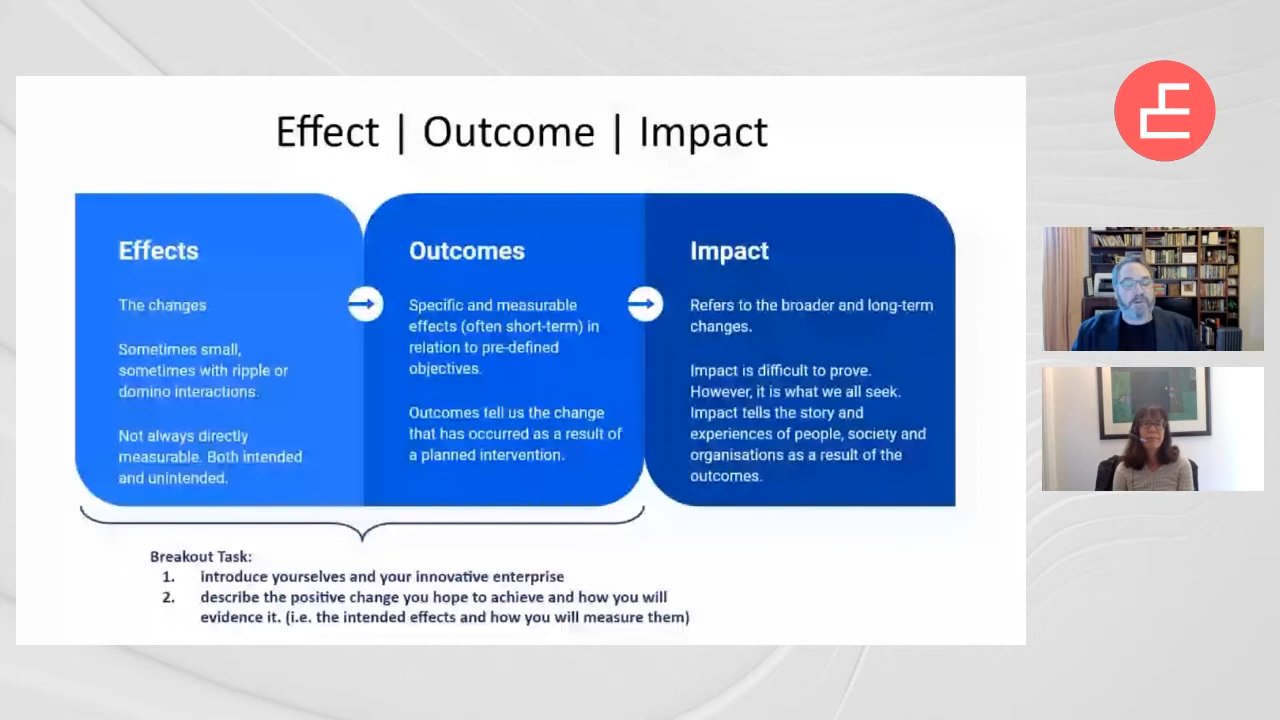 Effect | Outcome | Impact
Effects
The changes
Sometimes small,
sometimes with ripple or
domino interactions.
Not always directly
measurable. Both intended
and unintended.
Outcomes
Specific and measurable
effects (often short-term) in
relation to pre-defined
objectives.
Outcomes tell us the change
that has occurred as a result of
a planned intervention.
Impact
Refers to the broader and long-term
changes.
Impact is difficult to prove.
However, it is what we all seek.
Impact tells the story and
experiences of people, society and
organisations as a result of the
outcomes.
Breakout Task:
1. introduce yourselves and your innovative enterprise
2. describe the positive change you hope to achieve and how you will
evidence it. (i.e. the intended effects and how you will measure them)